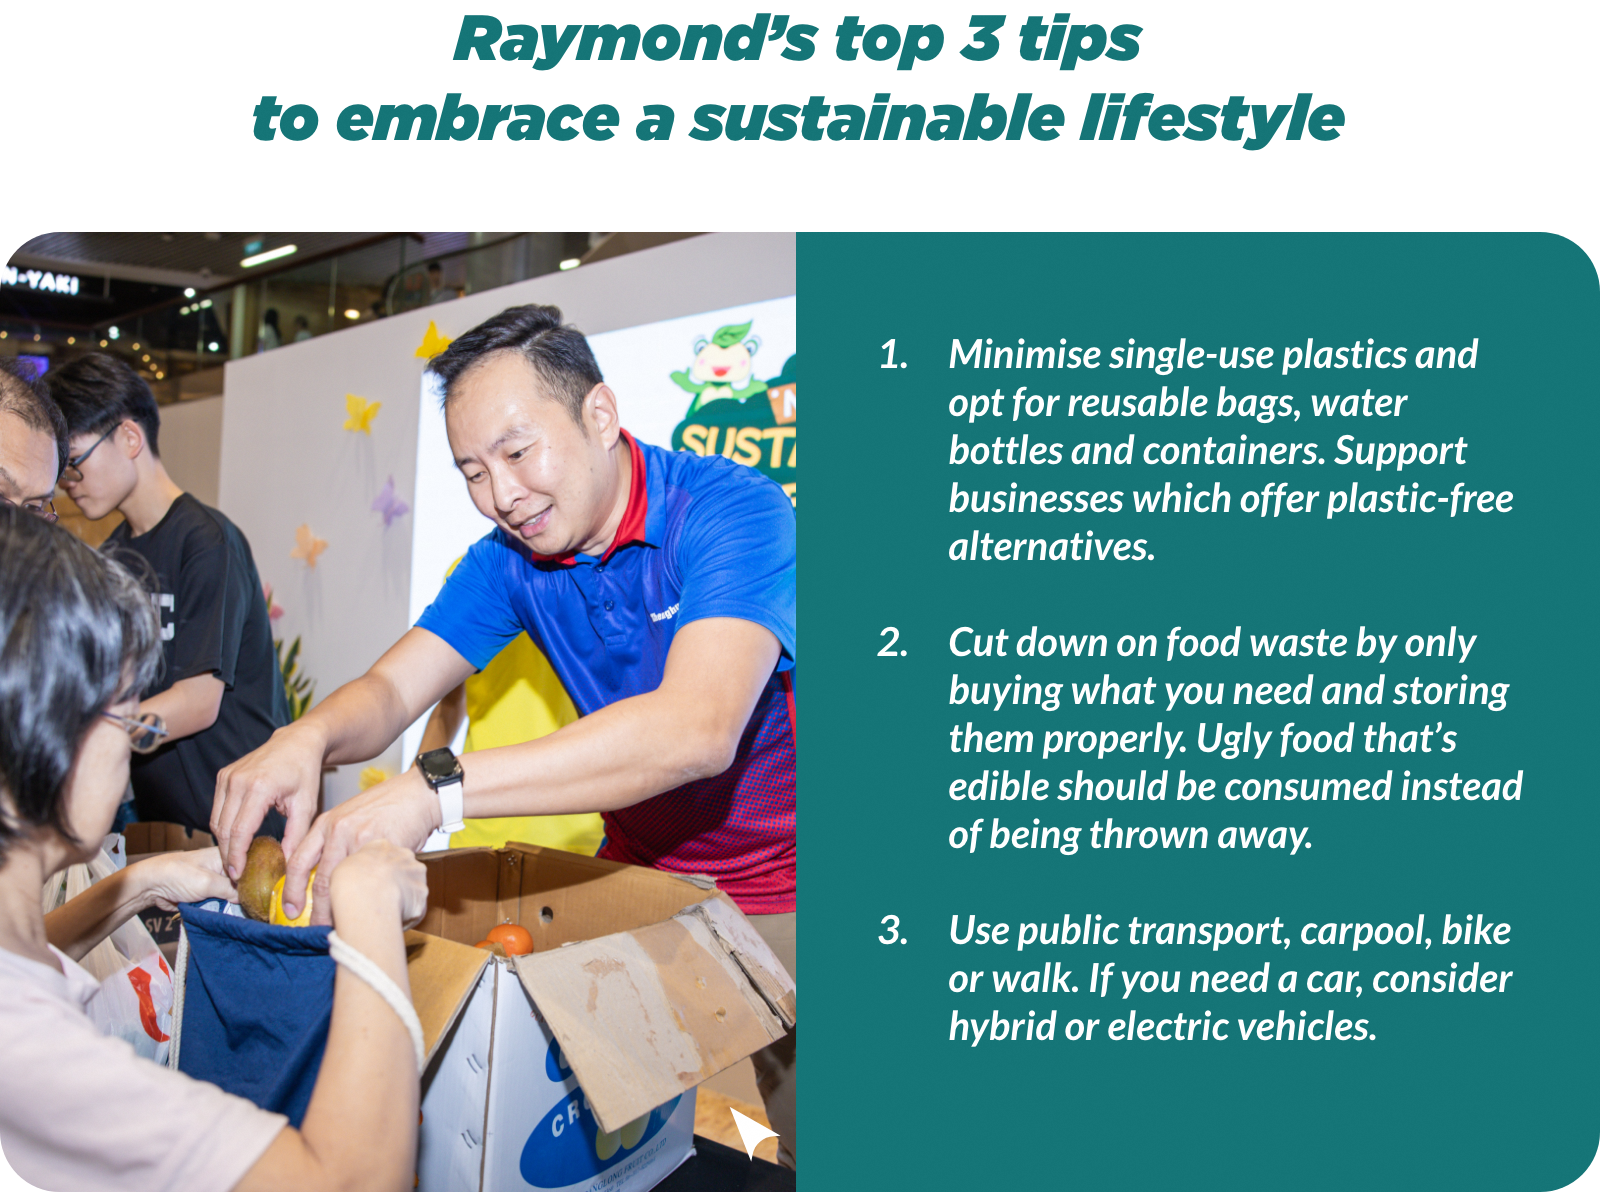 Raymond’s top 3 tips
to embrace a sustainable lifestyle
N-YAKI
SUSTA
SV 2
CR
1. Minimise single-use plastics and
opt for reusable bags, water
bottles and containers. Support
businesses which offer plastic-free
alternatives.
2. Cut down on food waste by only
buying what you need and storing
them properly. Ugly food that’s
edible should be consumed instead
of being thrown away.
3. Use public transport, carpool, bike
or walk. If you need a car, consider
hybrid or electric vehicles.